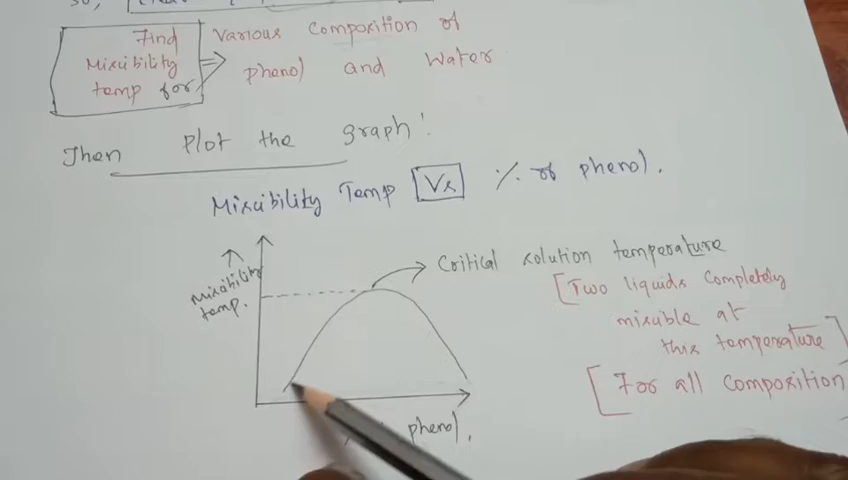 so,
Find
Various Composition of
Miscibility
phenol and Water
temp for
Then Plot the graph!
Miscibility Temp Vs % of phenol.
Critical solution temperature
Miscibility
temp.
[Two liquids completely
miscible at
this temperature]
[For all composition
phenol.